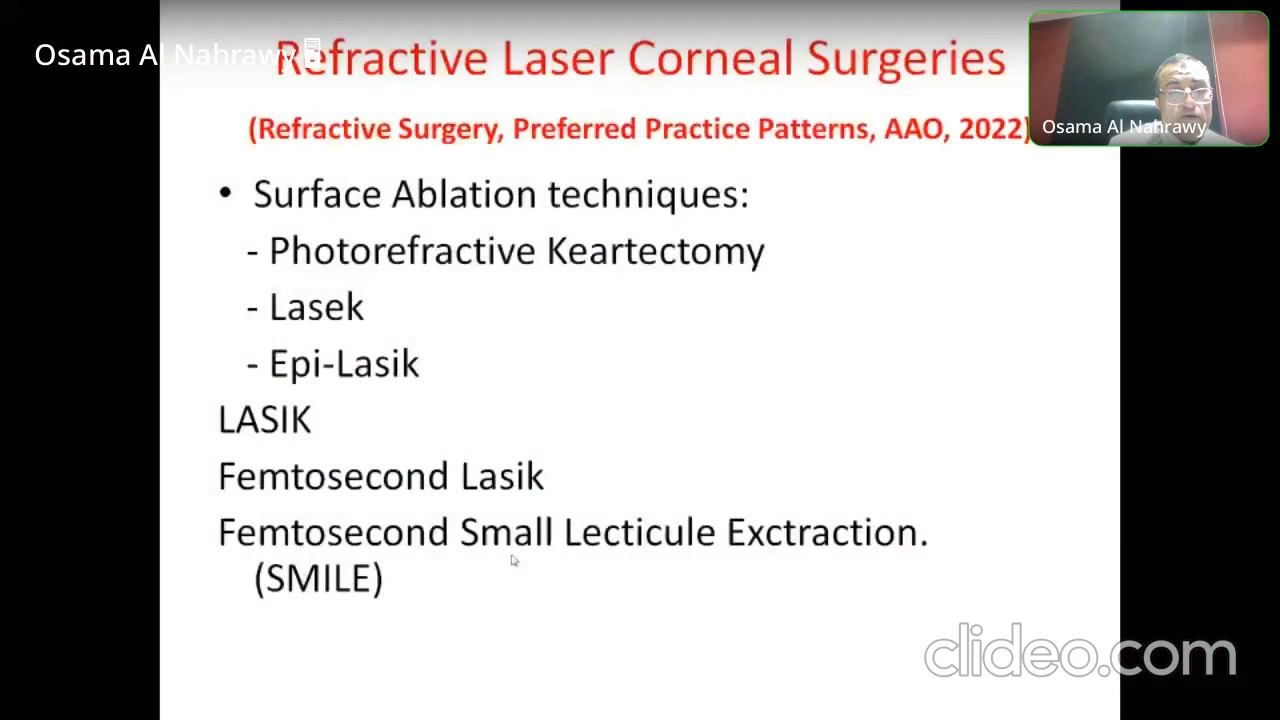 Osama Al Nahrawy
Refractive Laser Corneal Surgeries
(Refractive Surgery, Preferred Practice Patterns, AAO, 2022)
Osama Al Nahrawy
• Surface Ablation techniques:
- Photorefractive Keartectomy
- Lasek
- Epi-Lasik
LASIK
Femtosecond Lasik
Femtosecond Small Lecticule Exctraction.
(SMILE)
clideo.com